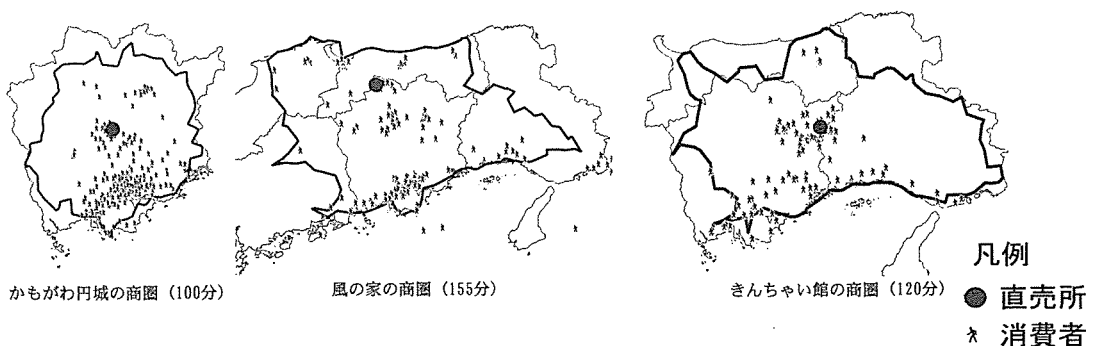 かもがわ円城の商圏(100分)
風の家の商圏(155分)
きんちゃい館の商圏(120分)
凡例
直売所
消費者